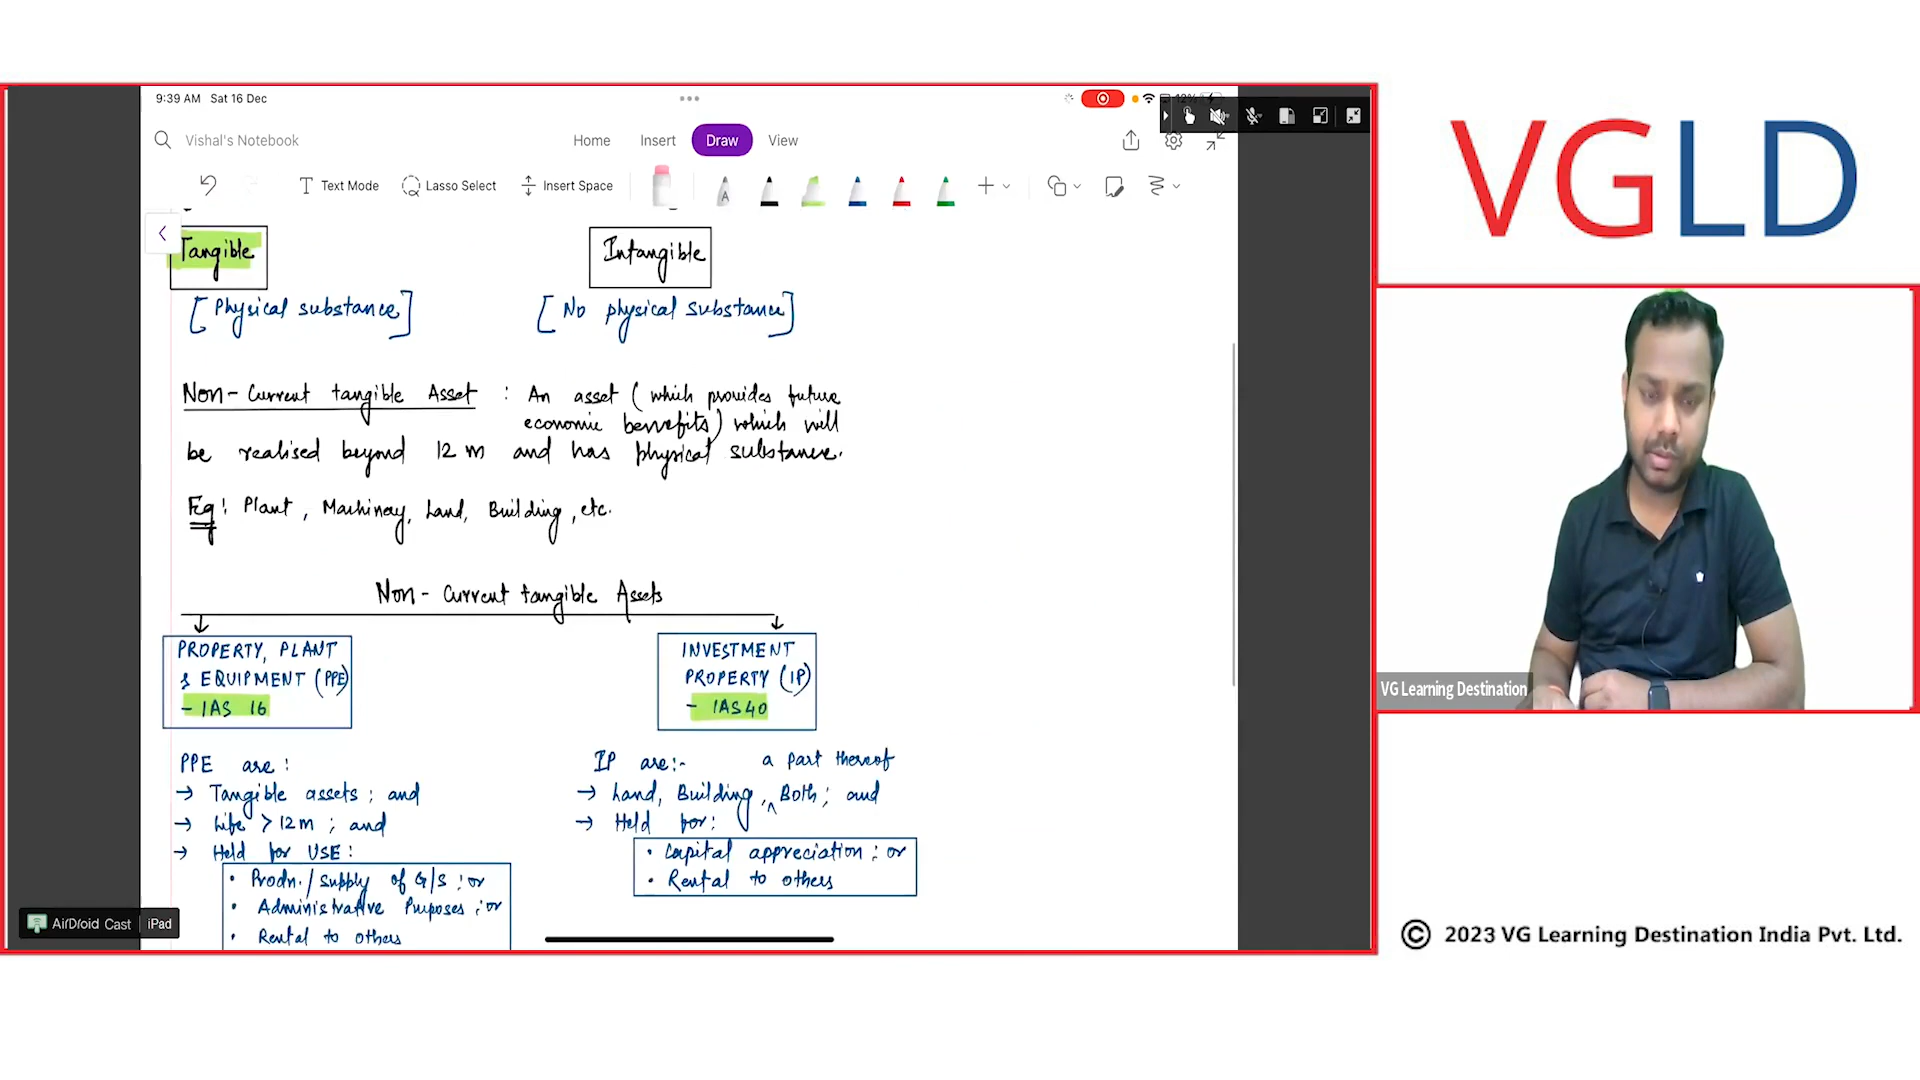 9:39 AM Sat 16 Dec
12%
Vishal's Notebook
Home Insert Draw View
Text Mode Lasso Select Insert Space
A
Tangible Intangible
[Physical substance] [No physical substance]
Non-Current tangible Asset : An asset (which provides future
economic benefits) which will
be realised beyond 12 m and has physical substance.
Eg: Plant, Machinery, Land, Building, etc.
Non-Current tangible Assets
PROPERTY, PLANT
& EQUIPMENT (PPE)
- IAS 16
INVESTMENT
PROPERTY (IP)
- IAS 40
PPE are:
→ Tangible assets; and
→ Life > 12m; and
→ Held for USE:
• Prodn./supply of G/S; or
• Administrative Purposes; or
• Rental to others
IP are:- a part thereof
→ Land, Building, ^ Both; and
→ Held for:
• Capital appreciation; or
• Rental to others
AirDroid Cast iPad
VGLD
VG Learning Destination
© 2023 VG Learning Destination India Pvt. Ltd.